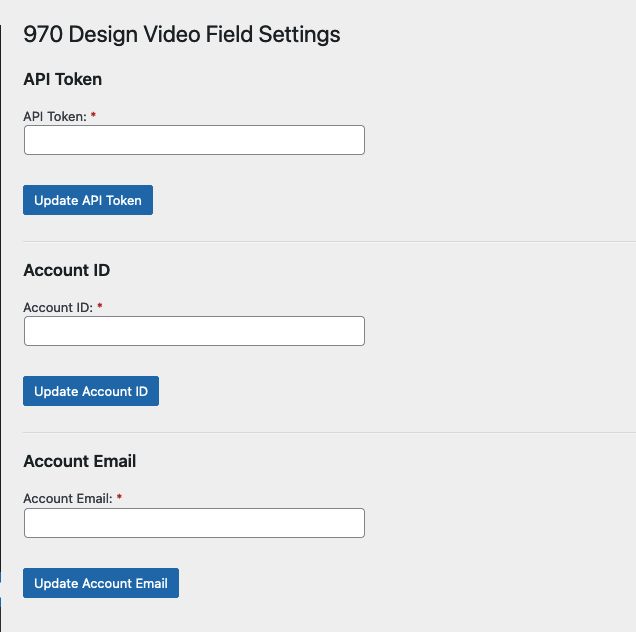 970 Design Video Field Settings
API Token
API Token: *
Update API Token
Account ID
Account ID: *
Update Account ID
Account Email
Account Email: *
Update Account Email